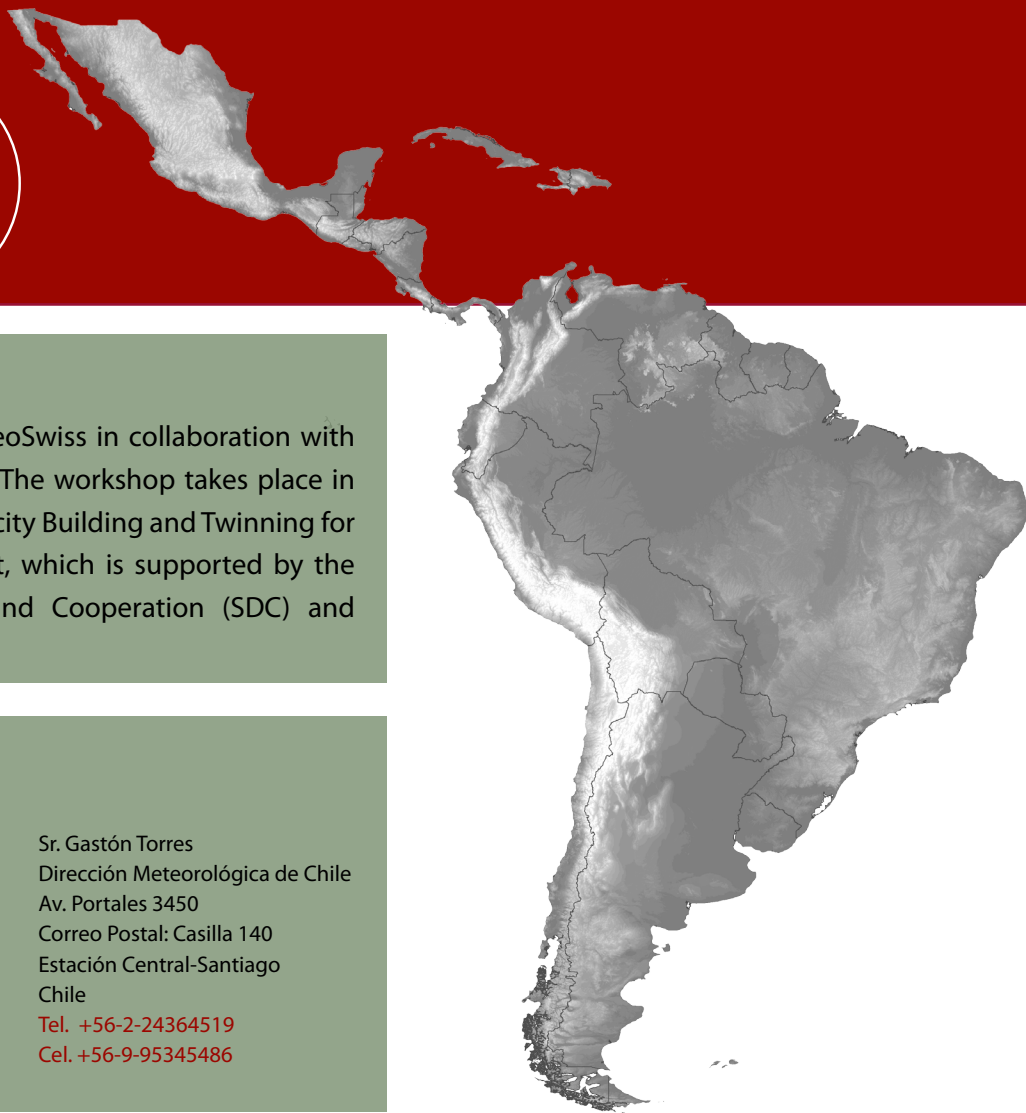 eoSwiss in collaboration with
The workshop takes place in
city Building and Twinning for
t, which is supported by the
nd Cooperation (SDC) and
Sr. Gastón Torres
Dirección Meteorológica de Chile
Av. Portales 3450
Correo Postal: Casilla 140
Estación Central-Santiago
Chile
Tel. +56-2-24364519
Cel. +56-9-95345486